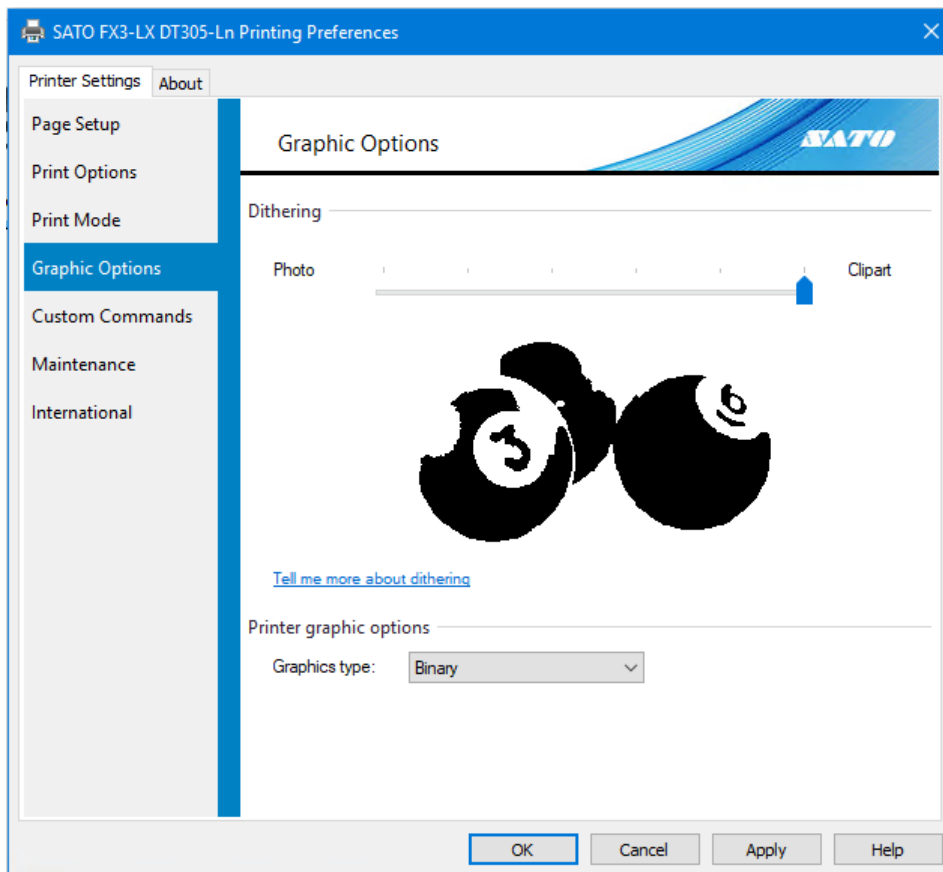 SATO FX3-LX DT305-Ln Printing Preferences
Printer Settings About
Page Setup
Print Options
Print Mode
Graphic Options
Custom Commands
Maintenance
International
Graphic Options
SATO
Dithering
Photo Clipart
3
16
Tell me more about dithering
Printer graphic options
Graphics type: Binary
OK Cancel Apply Help